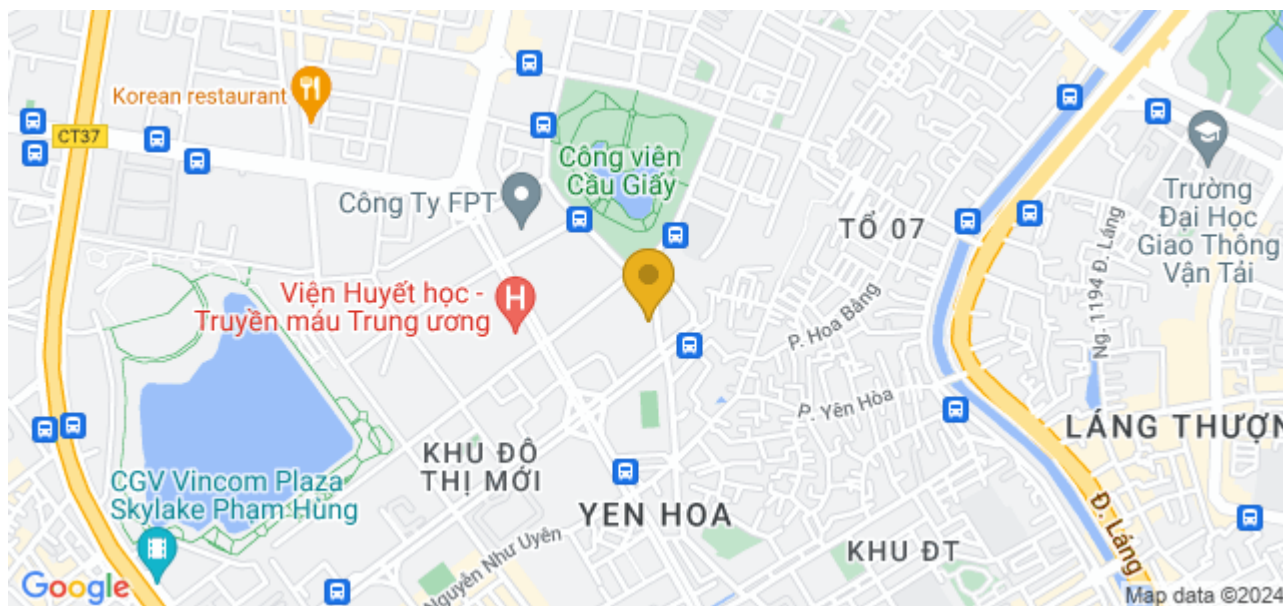 Korean restaurant
CT37
Công viên
Cầu Giấy
Công Ty FPT
TỔ 07
Trường
Đại Học
Giao Thông
Vận Tải
Ng. 1194 Đ. Láng
Viện Huyết học -
Truyền máu Trung ương
H
P. Hoa Bằng
P. Yên Hòa
LÁNG THƯỢN
KHU ĐÔ
THỊ MỚI
CGV Vincom Plaza
Skylake Phạm Hùng
YEN HOA
Nguyễn Như Uyên
KHU ĐT
Đ. Láng
Google
Map data ©2024